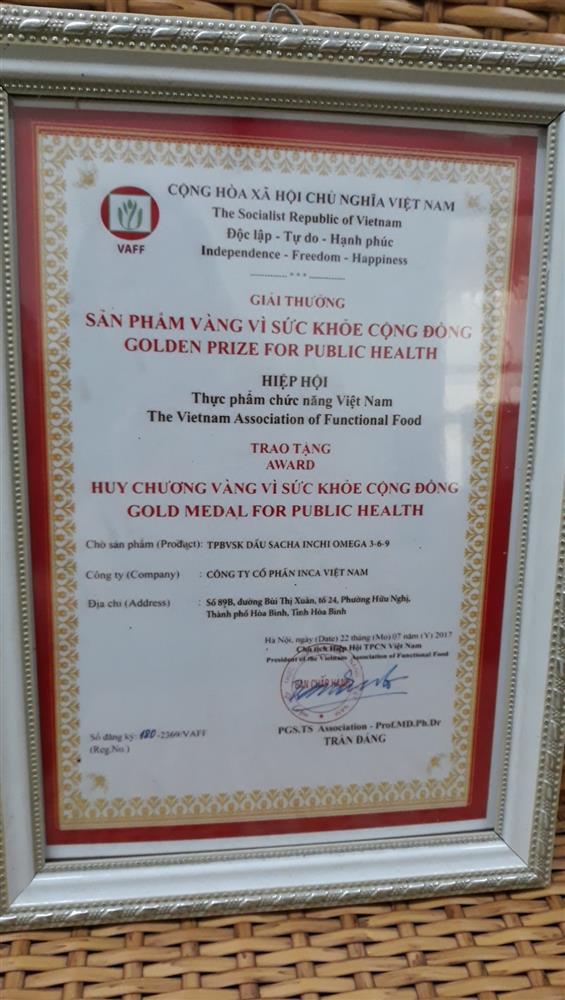 CỘNG HÒA XÃ HỘI CHỦ NGHĨA VIỆT NAM
The Socialist Republic of Vietnam
Độc lập - Tự do - Hạnh phúc
Independence - Freedom - Happiness
VAFF
GIẢI THƯỞNG
SẢN PHẨM VÀNG VÌ SỨC KHỎE CỘNG ĐỒNG
GOLDEN PRIZE FOR PUBLIC HEALTH
HIỆP HỘI
Thực phẩm chức năng Việt Nam
The Vietnam Association of Functional Food
TRAO TẶNG
AWARD
HUY CHƯƠNG VÀNG VÌ SỨC KHỎE CỘNG ĐỒNG
GOLD MEDAL FOR PUBLIC HEALTH
Cho sản phẩm (Product): TPBVSK DẦU SACHA INCHI OMEGA 3-6-9
Công ty (Company) : CÔNG TY CỔ PHẦN INCA VIỆT NAM
Địa chỉ (Address) : Số 89B, đường Bùi Thị Xuân, tổ 24, Phường Hữu Nghị,
Thành phố Hòa Bình, Tỉnh Hòa Bình
Hà Nội, ngày (Date) 22 tháng (Mo) 07 năm (Y) 2017
Chủ tịch Hiệp Hội TPCN Việt Nam
President of the Vietnam Association of Functional Food
BAN CHẤP HÀNH
Số đăng ký: 180-2369/VAFF
(Reg.No.)
PGS.TS Association - Prof.MD.Ph.Dr
TRẦN ĐÁNG